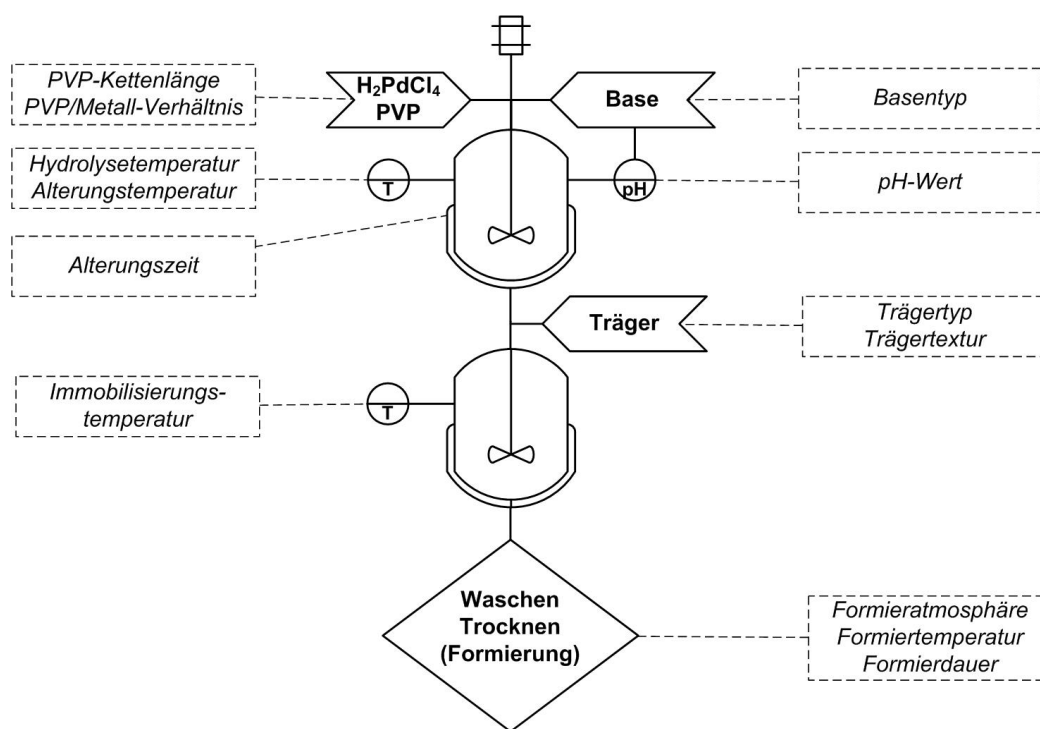 PVP-Kettenlänge
PVP/Metall-Verhältnis
H₂PdCl₄
PVP
Base
Basentyp
Hydrolysetemperatur
Alterungstemperatur
T
pH
pH-Wert
Alterungszeit
Träger
Trägertyp
Trägertextur
Immobilisierungs-
temperatur
T
Waschen
Trocknen
(Formierung)
Formieratmosphäre
Formiertemperatur
Formierdauer